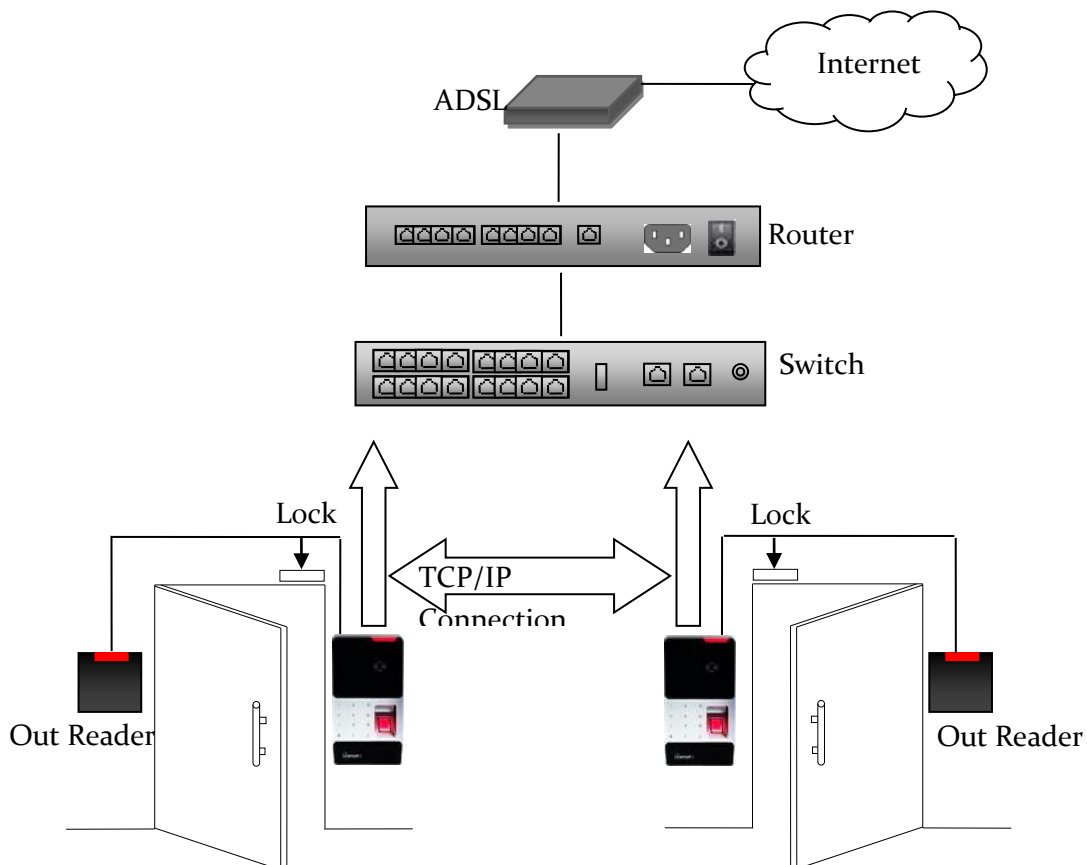 Internet
ADSL
Router
Switch
Lock
Lock
TCP/IP
Connection
Out Reader
Out Reader